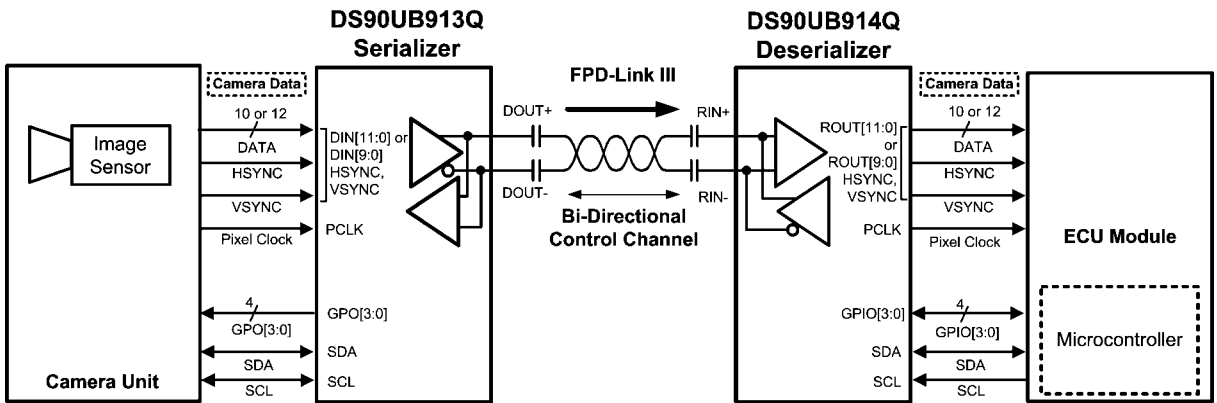 DS90UB913Q
Serializer
DS90UB914Q
Deserializer
Camera Data
10 or 12
DATA
HSYNC
VSYNC
Pixel Clock
4
GPO[3:0]
SDA
SCL
Image
Sensor
Camera Unit
DIN[11:0] or
DIN[9:0]
HSYNC,
VSYNC
PCLK
GPO[3:0]
SDA
SCL
DOUT+
DOUT-
FPD-Link III
Bi-Directional
Control Channel
RIN+
RIN-
ROUT[11:0]
or
ROUT[9:0]
HSYNC,
VSYNC
PCLK
GPIO[3:0]
SDA
SCL
Camera Data
10 or 12
DATA
HSYNC
VSYNC
Pixel Clock
4
GPIO[3:0]
SDA
SCL
ECU Module
Microcontroller